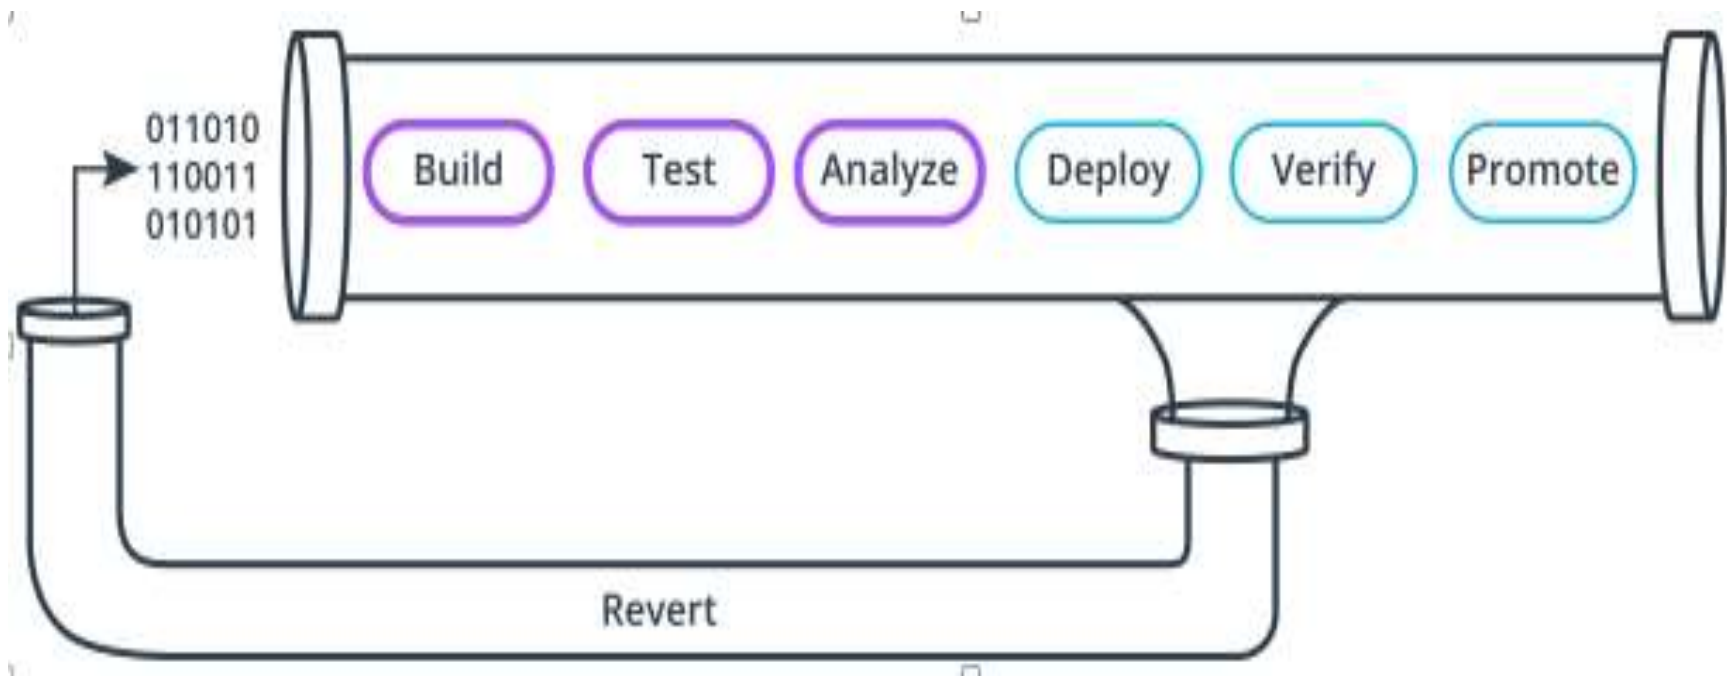 011010
110011
010101
Build
Test
Analyze
Deploy
Verify
Promote
Revert